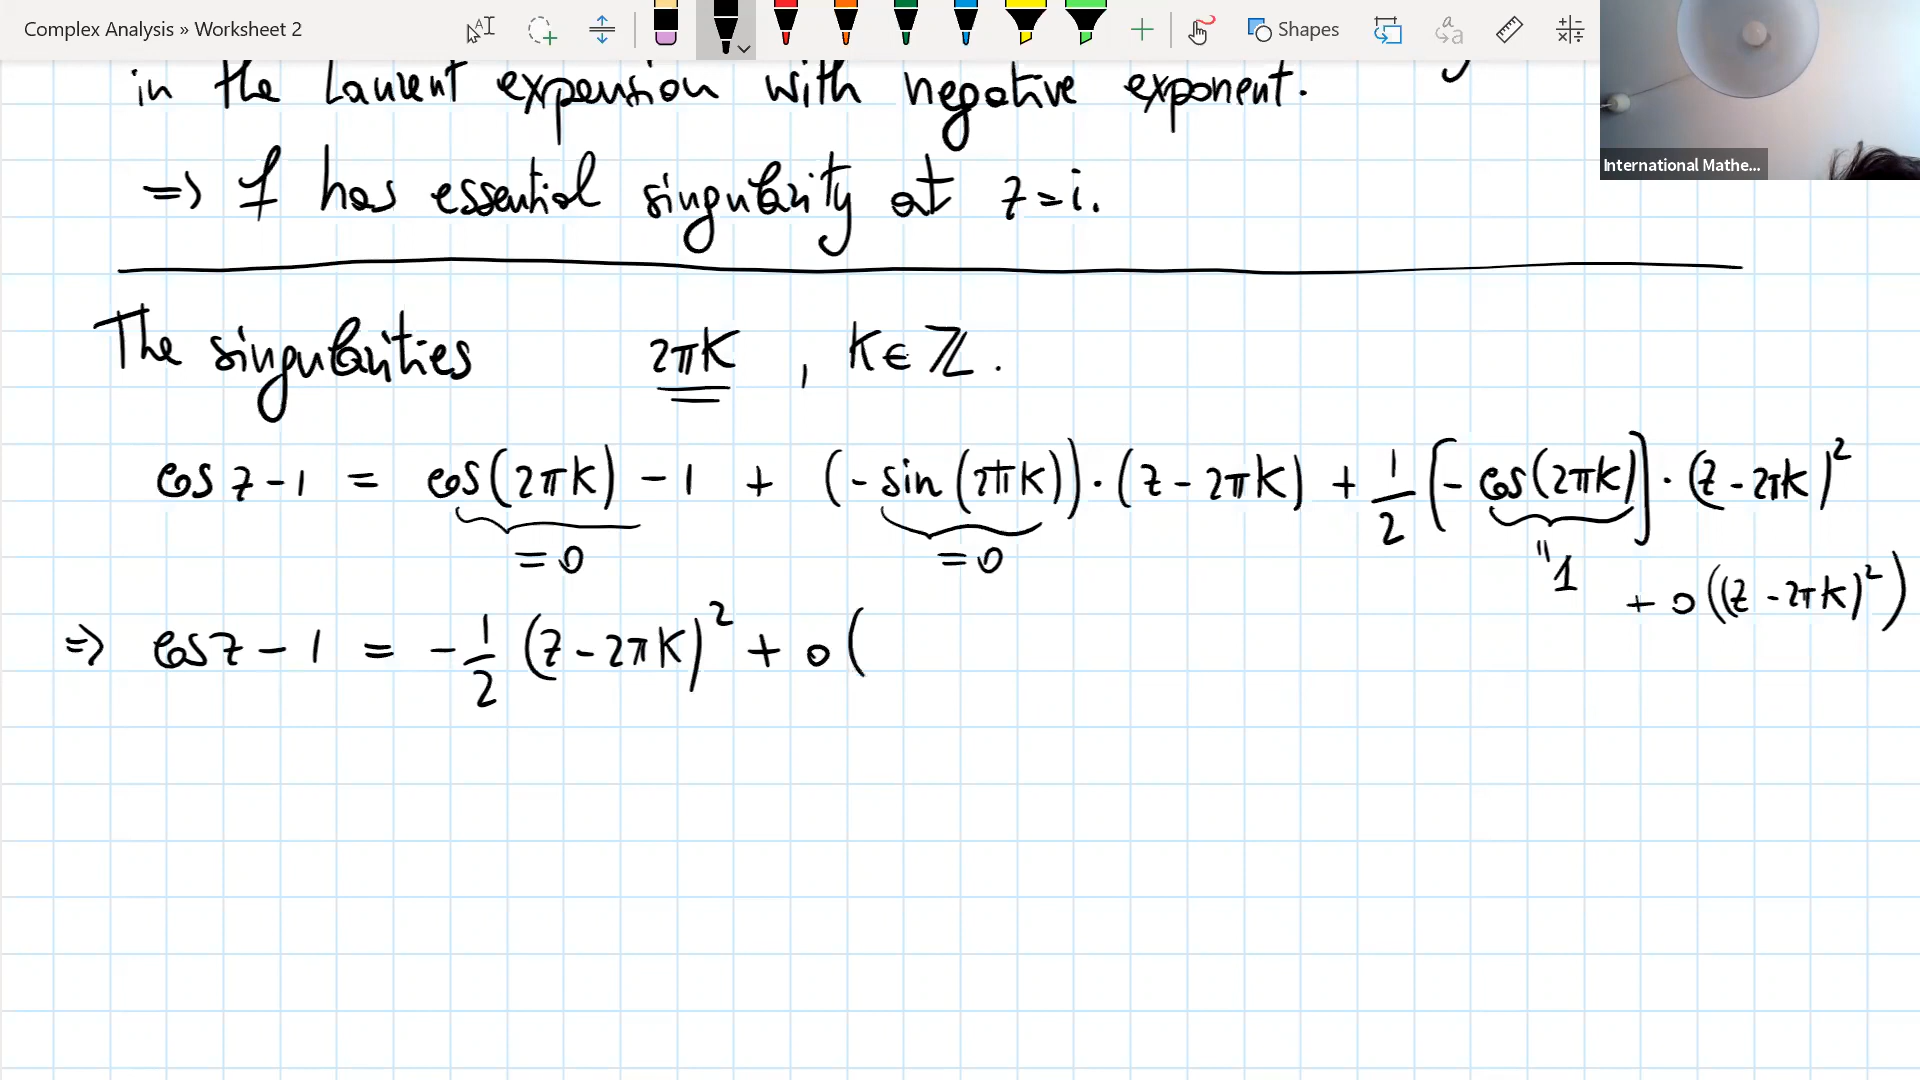 Complex Analysis » Worksheet 2
Shapes
International Mathe...
in the Laurent expension with negative exponent.
=> f has essential singularity at z=i.
The singularities 2πK , K∈ℤ.
cos z-1 = cos(2πK) -1 + (-sin(2πK))·(z-2πK) + 1/2 [-cos(2πK)]·(z-2πK)²
=0 =0 "1 + o((z-2πK)²)
=> cos z-1 = -1/2 (z-2πK)² + o(